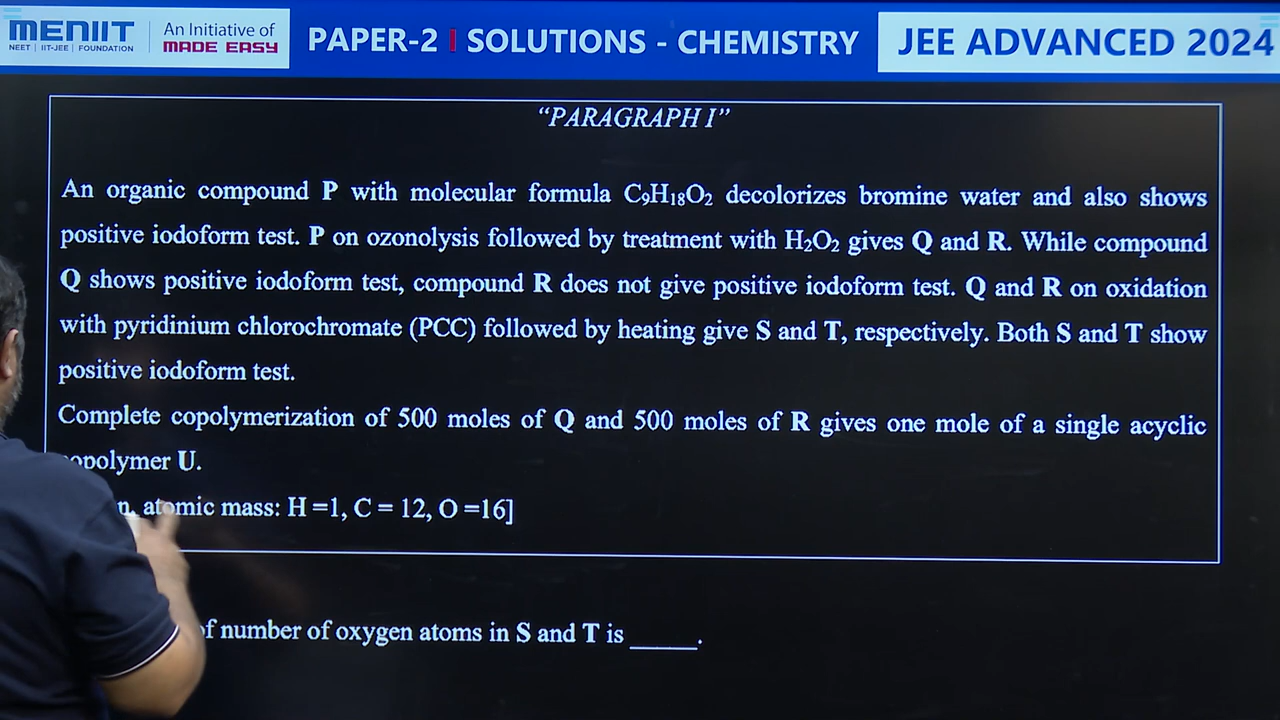 MENIIT
NEET | IIT-JEE | FOUNDATION
An Initiative of
MADE EASY
PAPER-2 I SOLUTIONS - CHEMISTRY
JEE ADVANCED 2024
“PARAGRAPH I”
An organic compound P with molecular formula C₉H₁₈O₂ decolorizes bromine water and also shows
positive iodoform test. P on ozonolysis followed by treatment with H₂O₂ gives Q and R. While compound
Q shows positive iodoform test, compound R does not give positive iodoform test. Q and R on oxidation
with pyridinium chlorochromate (PCC) followed by heating give S and T, respectively. Both S and T show
positive iodoform test.
Complete copolymerization of 500 moles of Q and 500 moles of R gives one mole of a single acyclic
U.
atomic mass: H =1, C = 12, O =16]
of number of oxygen atoms in S and T is _____.